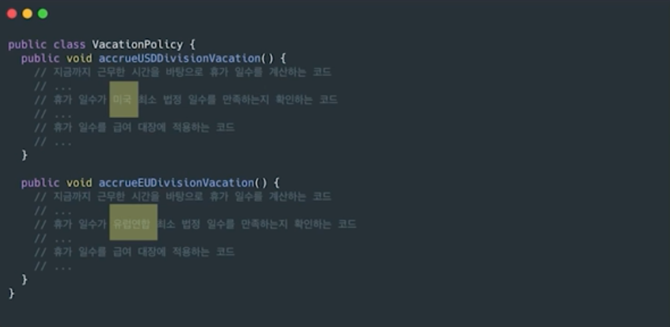 public class VacationPolicy {
public void accrueUSDDivisionVacation() {
// 지금까지 근무한 시간을 바탕으로 휴가 일수를 계산하는 코드
// ...
// 휴가 일수가 미국 최소 법정 일수를 만족하는지 확인하는 코드
// ...
// 휴가 일수를 급여 대장에 적용하는 코드
// ...
}
public void accrueEUDivisionVacation() {
// 지금까지 근무한 시간을 바탕으로 휴가 일수를 계산하는 코드
// ...
// 휴가 일수가 유럽연합 최소 법정 일수를 만족하는지 확인하는 코드
// ...
// 휴가 일수를 급여 대장에 적용하는 코드
// ...
}
}